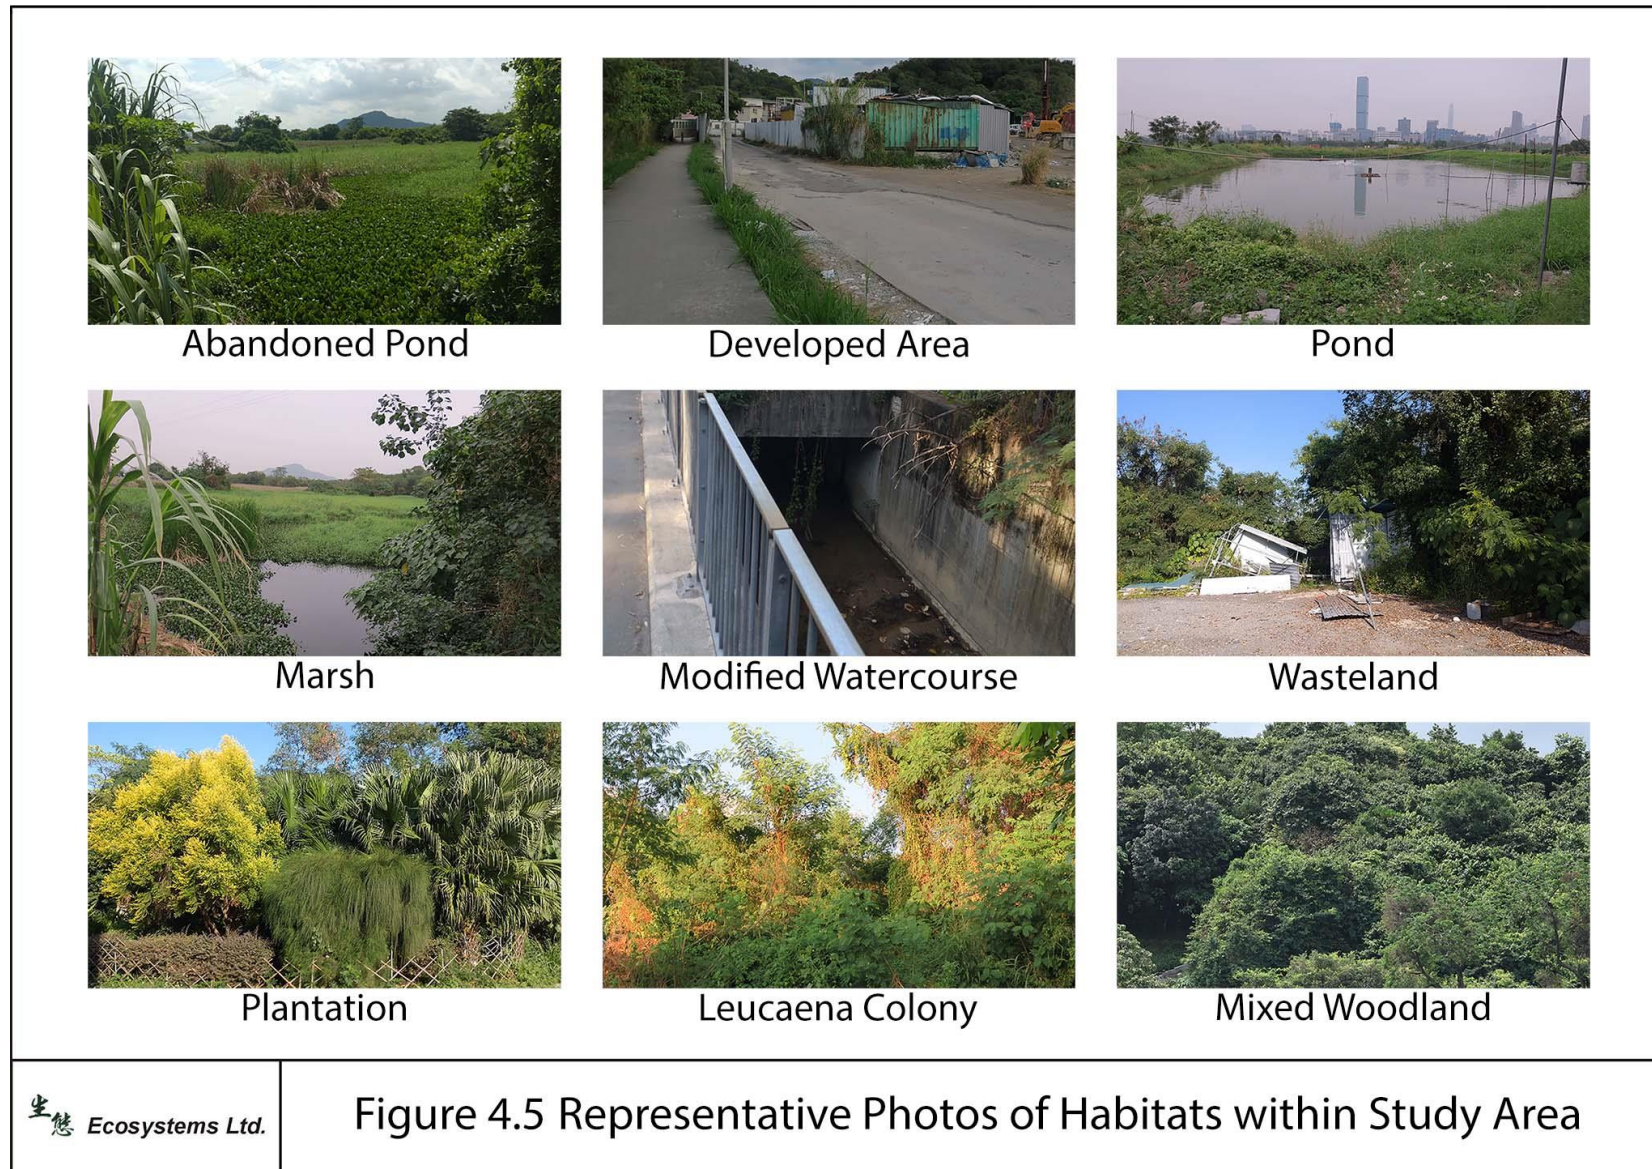 Abandoned Pond
Developed Area
Pond
Marsh
Modified Watercourse
Wasteland
Plantation
Leucaena Colony
Mixed Woodland
生態 Ecosystems Ltd.
Figure 4.5 Representative Photos of Habitats within Study Area